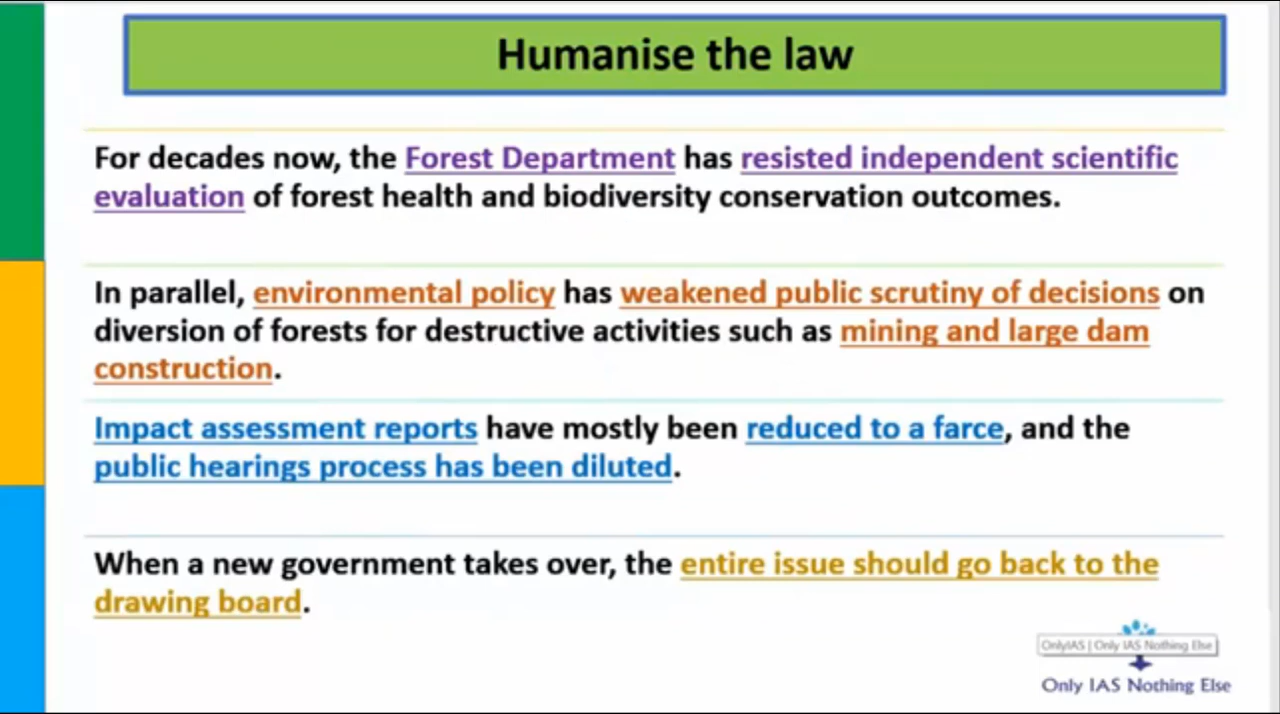 Humanise the law
For decades now, the Forest Department has resisted independent scientific
evaluation of forest health and biodiversity conservation outcomes.
In parallel, environmental policy has weakened public scrutiny of decisions on
diversion of forests for destructive activities such as mining and large dam
construction.
Impact assessment reports have mostly been reduced to a farce, and the
public hearings process has been diluted.
When a new government takes over, the entire issue should go back to the
drawing board.
OnlyIAS | Only IAS Nothing Else
Only IAS Nothing Else